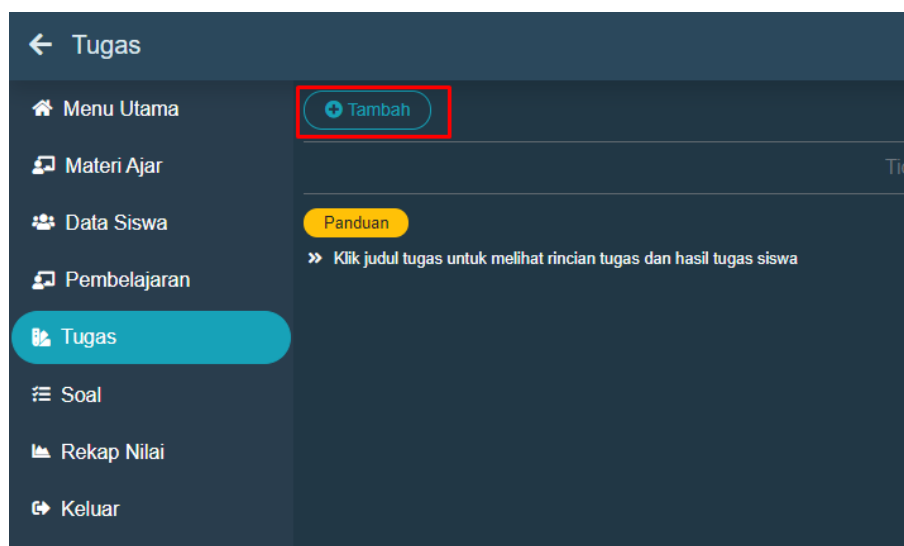 Tugas
Menu Utama
Materi Ajar
Data Siswa
Pembelajaran
Tugas
Soal
Rekap Nilai
Keluar
Tambah
Panduan
Klik judul tugas untuk melihat rincian tugas dan hasil tugas siswa